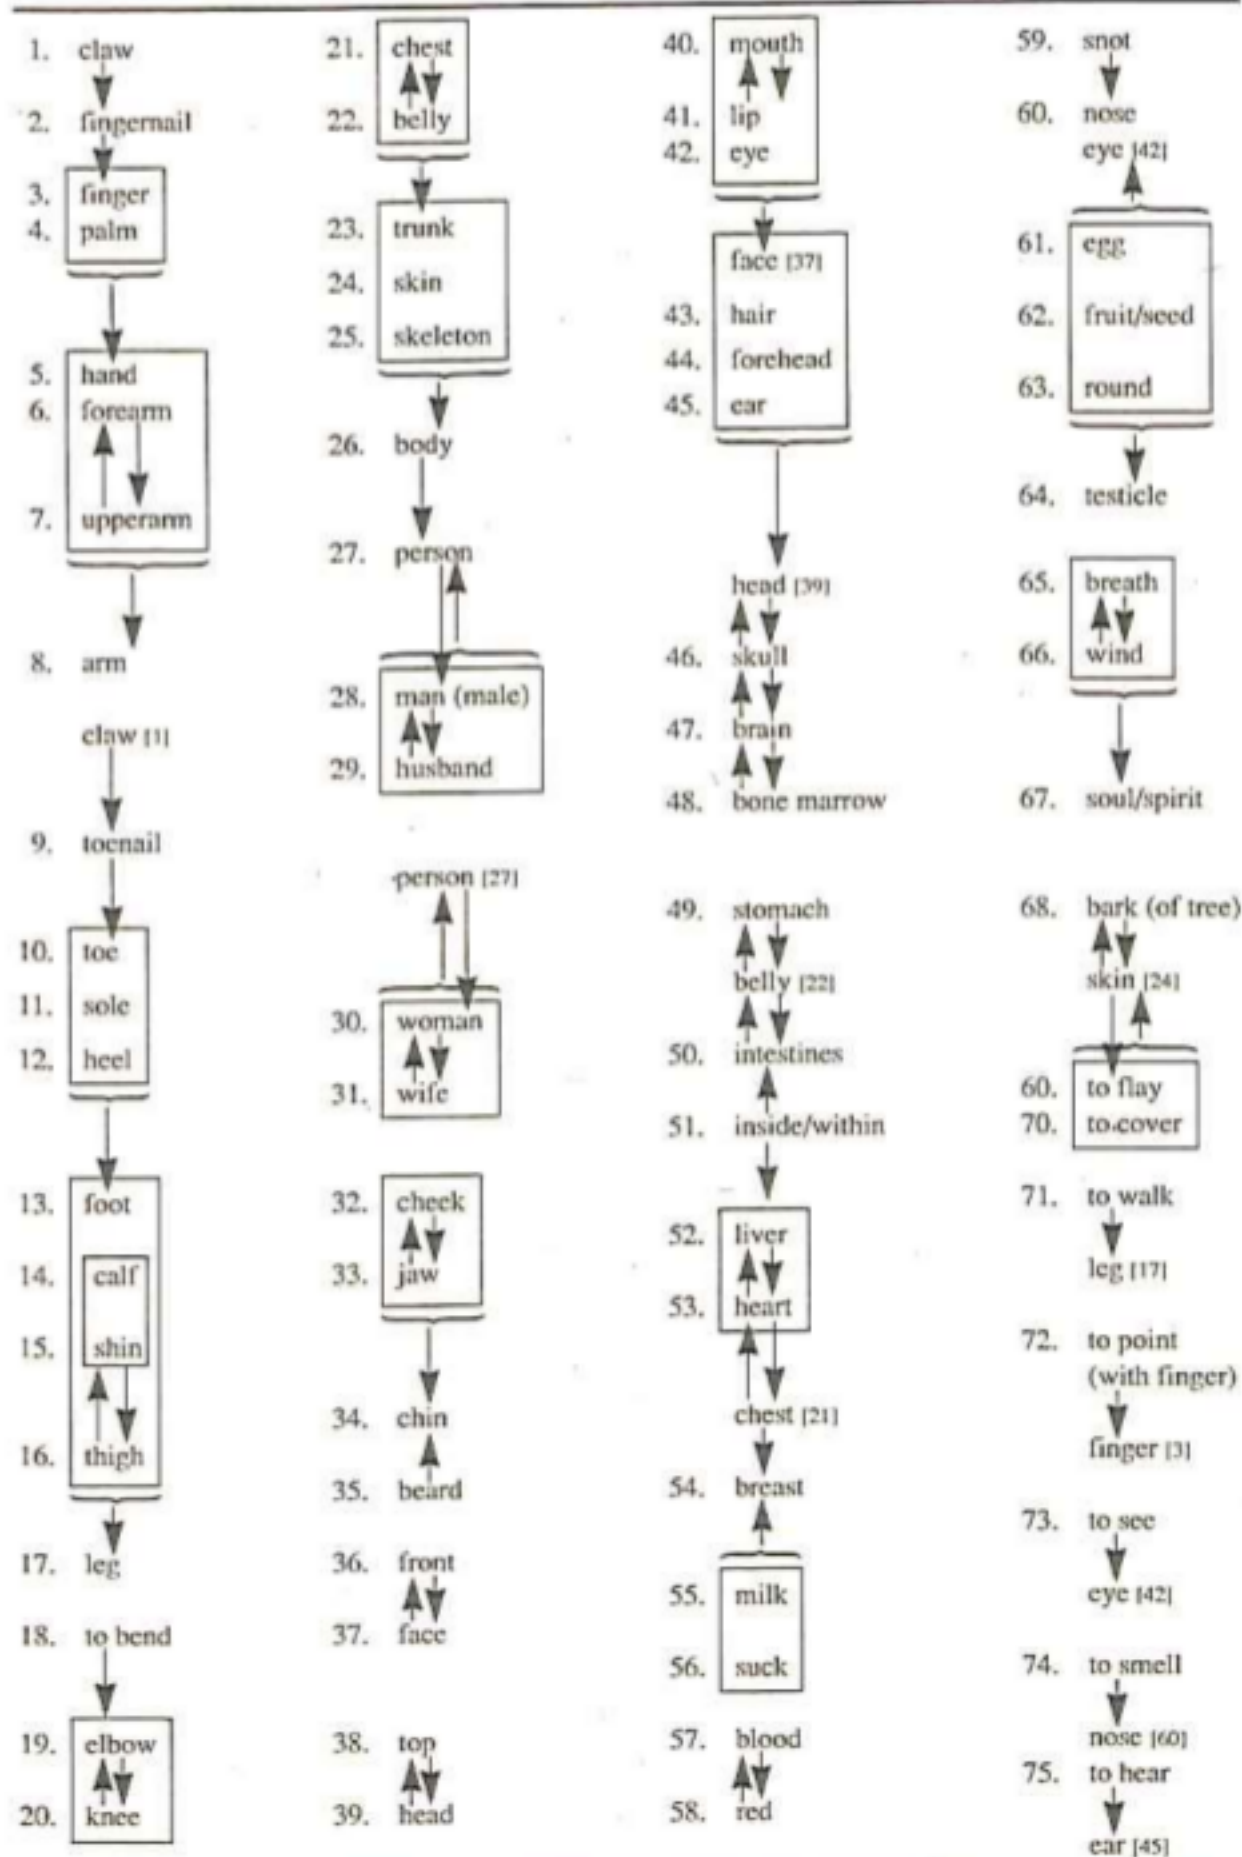 1. claw
2. fingernail
3. finger
4. palm
5. hand
6. forearm
7. upperarm
8. arm
claw [1]
9. toenail
10. toe
11. sole
12. heel
13. foot
14. calf
15. shin
16. thigh
17. leg
18. to bend
19. elbow
20. knee
21. chest
22. belly
23. trunk
24. skin
25. skeleton
26. body
27. person
28. man (male)
29. husband
person [27]
30. woman
31. wife
32. cheek
33. jaw
34. chin
35. beard
36. front
37. face
38. top
39. head
40. mouth
41. lip
42. eye
face [37]
43. hair
44. forehead
45. ear
head [39]
46. skull
47. brain
48. bone marrow
49. stomach
belly [22]
50. intestines
51. inside/within
52. liver
53. heart
chest [21]
54. breast
55. milk
56. suck
57. blood
58. red
59. snot
60. nose
eye [42]
61. egg
62. fruit/seed
63. round
64. testicle
65. breath
66. wind
67. soul/spirit
68. bark (of tree)
skin [24]
60. to flay
70. to cover
71. to walk
leg [17]
72. to point
(with finger)
finger [3]
73. to see
eye [42]
74. to smell
nose [60]
75. to hear
ear [45]